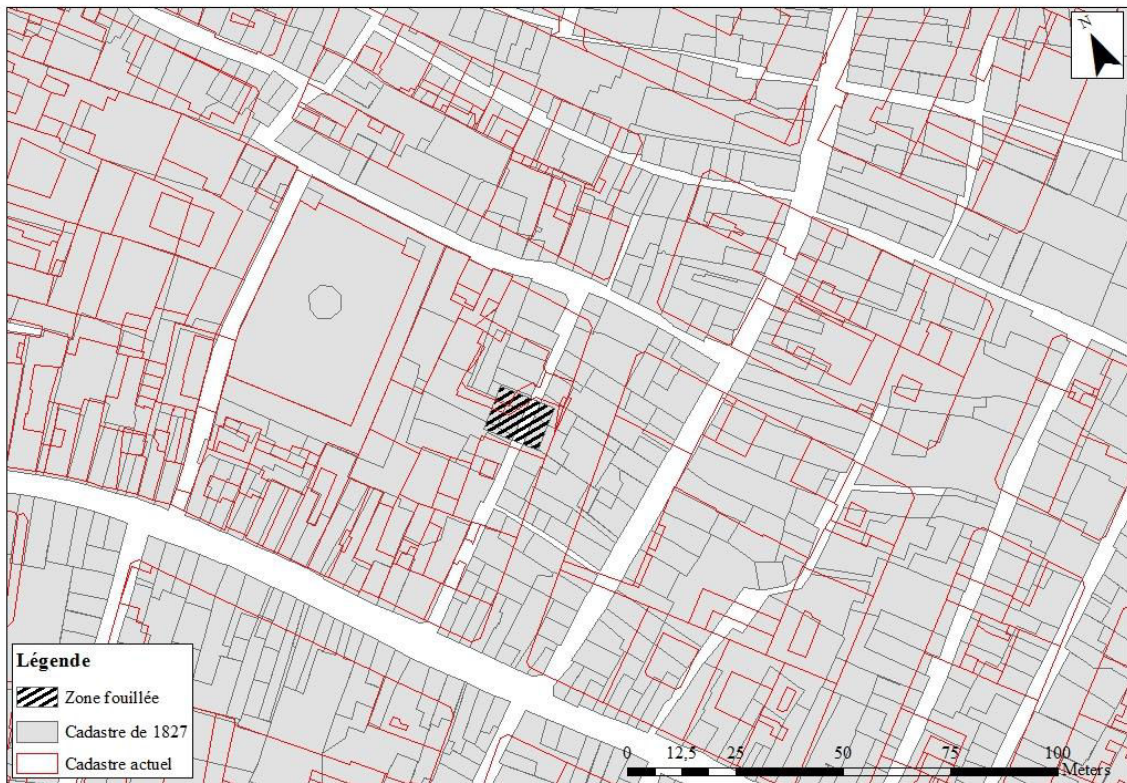 N
Légende
Zone fouillée
Cadastre de 1827
Cadastre actuel
0 12,5 25 50 75 100
Meters